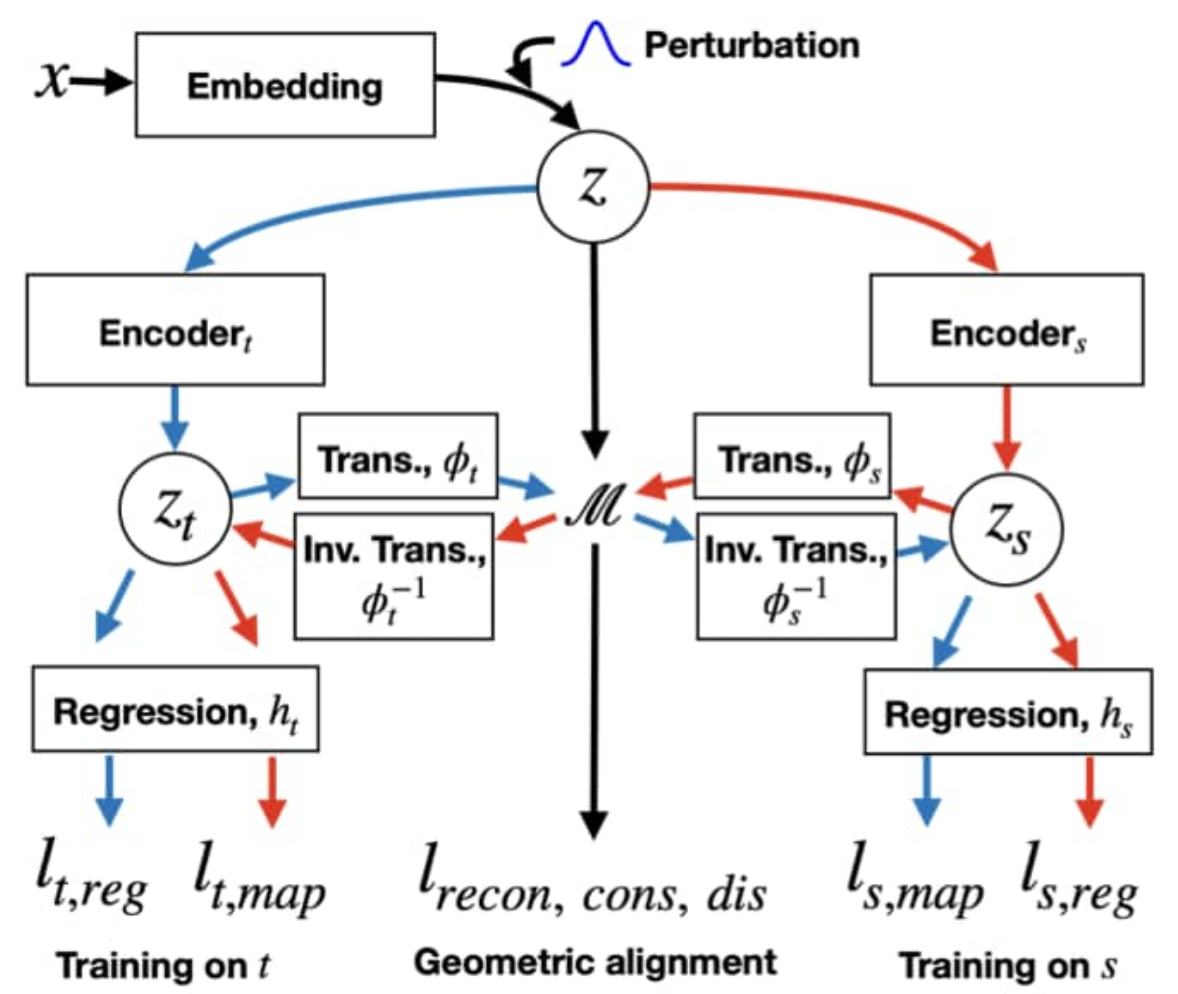 x
Embedding
Perturbation
z
Encoder_t
Encoder_s
Trans., ϕ_t
Trans., ϕ_s
z_t
ℳ
z_s
Inv. Trans.,
ϕ_t^{-1}
Inv. Trans.,
ϕ_s^{-1}
Regression, h_t
Regression, h_s
l_{t,reg}
l_{t,map}
l_{recon, cons, dis}
l_{s,map}
l_{s,reg}
Training on t
Geometric alignment
Training on s